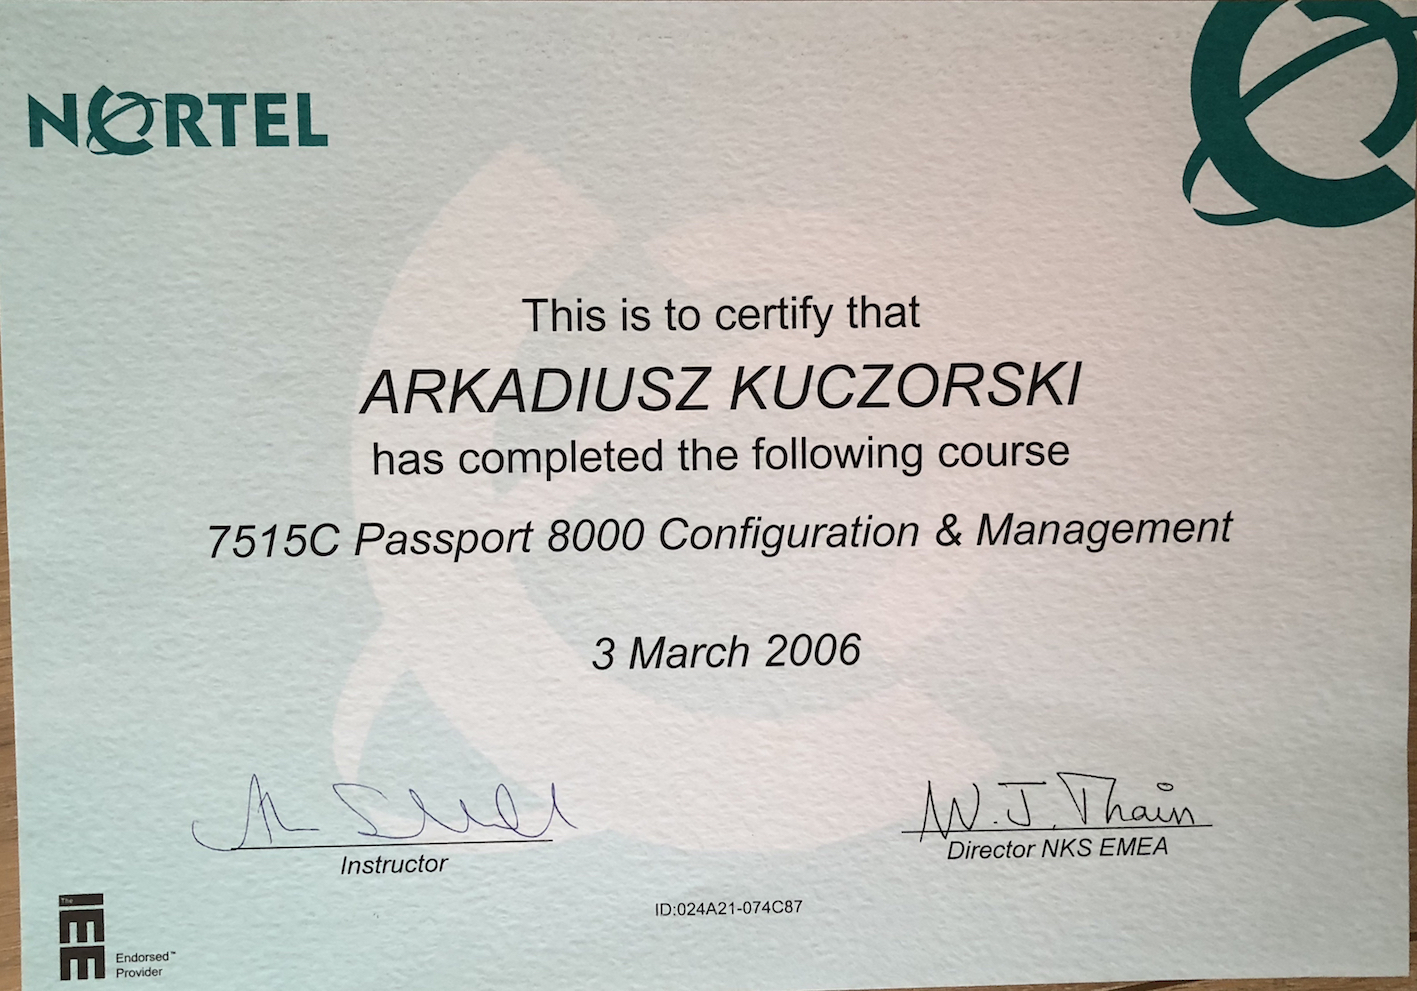 NORTEL
This is to certify that
ARKADIUSZ KUCZORSKI
has completed the following course
7515C Passport 8000 Configuration & Management
3 March 2006
W.J. Thain
Instructor
Director NKS EMEA
ID:024A21-074C87
The
IEE
Endorsed™
Provider